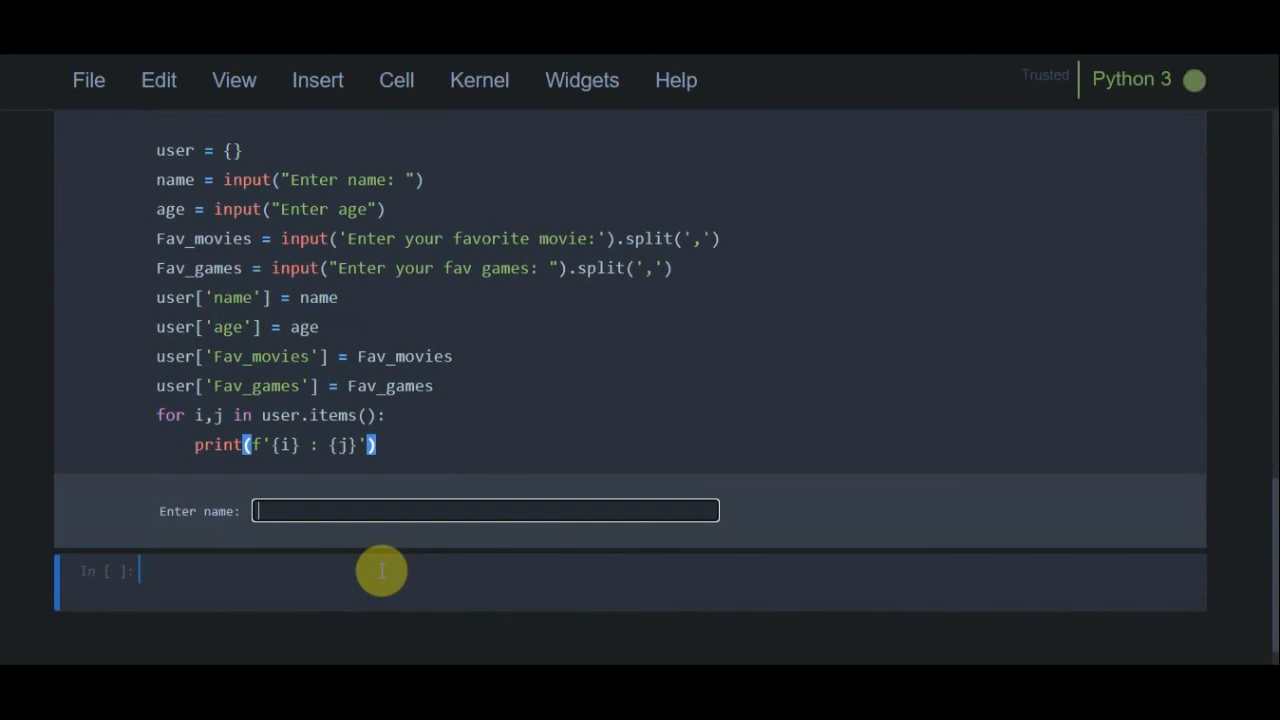 File Edit View Insert Cell Kernel Widgets Help Trusted Python 3
user = {}
name = input("Enter name: ")
age = input("Enter age")
Fav_movies = input('Enter your favorite movie:').split(',')
Fav_games = input("Enter your fav games: ").split(',')
user['name'] = name
user['age'] = age
user['Fav_movies'] = Fav_movies
user['Fav_games'] = Fav_games
for i,j in user.items():
    print(f'{i} : {j}')
Enter name:
In [ ]: